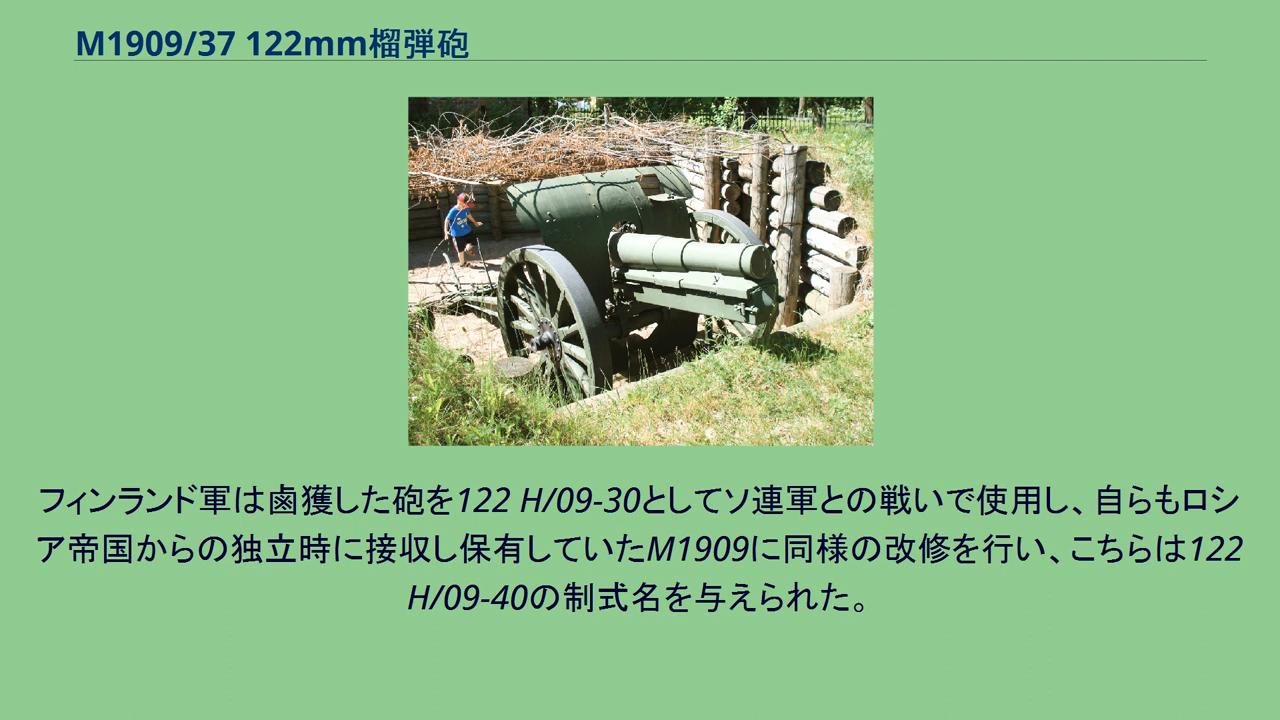 M1909/37 122mm榴弾砲
フィンランド軍は鹵獲した砲を122 H/09-30としてソ連軍との戦いで使用し、自らもロシ
ア帝国からの独立時に接収し保有していたM1909に同様の改修を行い、こちらは122
H/09-40の制式名を与えられた。